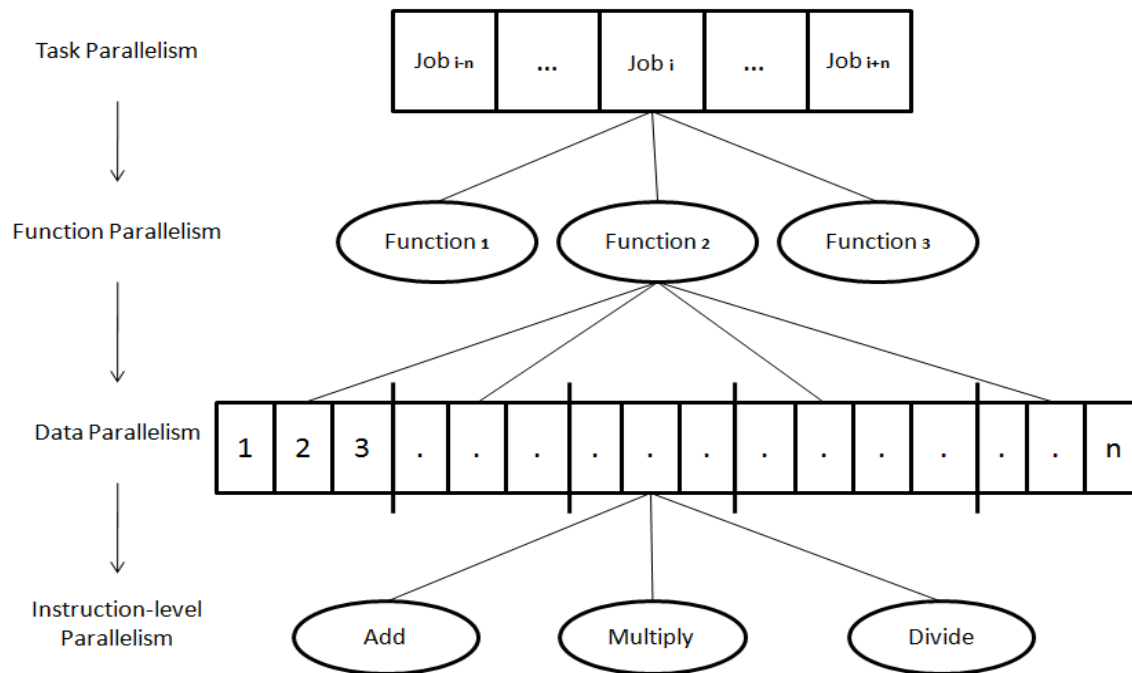 Task Parallelism
Job i-n ... Job i ... Job i+n
Function Parallelism
Function 1 Function 2 Function 3
Data Parallelism
1 2 3 . . . . . . . . . . . . n
Instruction-level
Parallelism
Add Multiply Divide